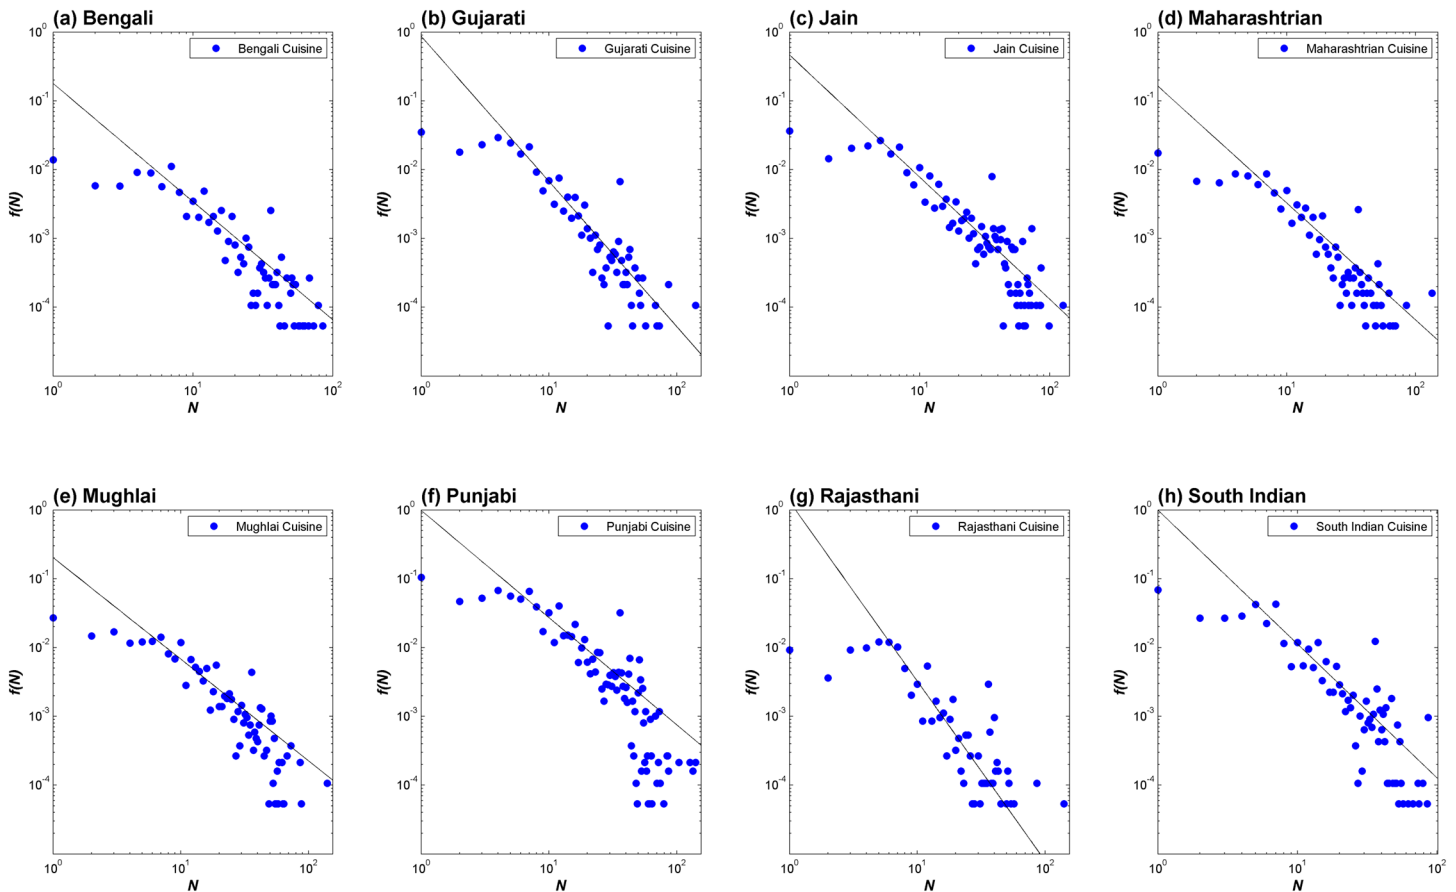 (a) Bengali
(b) Gujarati
(c) Jain
(d) Maharashtrian
Bengali Cuisine
Gujarati Cuisine
Jain Cuisine
Maharashtrian Cuisine
10^0 10^0 10^0 10^0
10^-1 10^-1 10^-1 10^-1
10^-2 10^-2 10^-2 10^-2
f(N) f(N) f(N) f(N)
10^-3 10^-3 10^-3 10^-3
10^-4 10^-4 10^-4 10^-4
10^0 10^1 10^2 10^0 10^1 10^2 10^0 10^1 10^2 10^0 10^1 10^2
N N N N
(e) Mughlai
(f) Punjabi
(g) Rajasthani
(h) South Indian
Mughlai Cuisine
Punjabi Cuisine
Rajasthani Cuisine
South Indian Cuisine
10^0 10^0 10^0 10^0
10^-1 10^-1 10^-1 10^-1
10^-2 10^-2 10^-2 10^-2
f(N) f(N) f(N) f(N)
10^-3 10^-3 10^-3 10^-3
10^-4 10^-4 10^-4 10^-4
10^0 10^1 10^2 10^0 10^1 10^2 10^0 10^1 10^2 10^0 10^1 10^2
N N N N